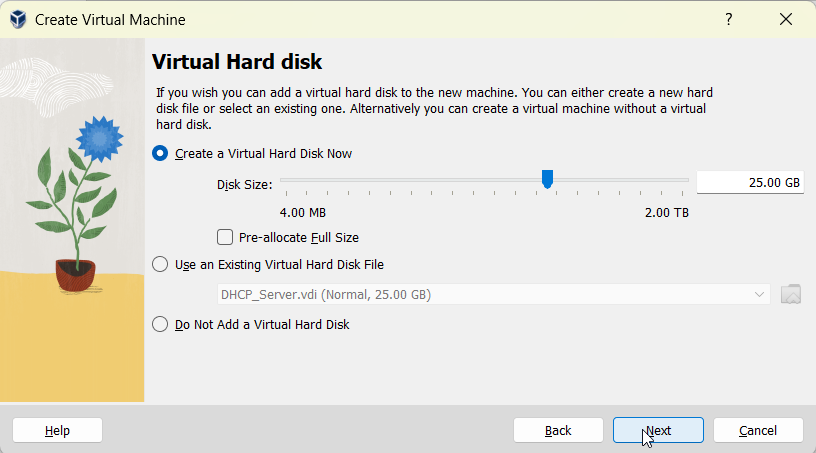 Create Virtual Machine
?
Virtual Hard disk
If you wish you can add a virtual hard disk to the new machine. You can either create a new hard
disk file or select an existing one. Alternatively you can create a virtual machine without a virtual
hard disk.
Create a Virtual Hard Disk Now
Disk Size:
25.00 GB
4.00 MB
2.00 TB
Pre-allocate Full Size
Use an Existing Virtual Hard Disk File
DHCP_Server.vdi (Normal, 25.00 GB)
Do Not Add a Virtual Hard Disk
Help
Back
Next
Cancel